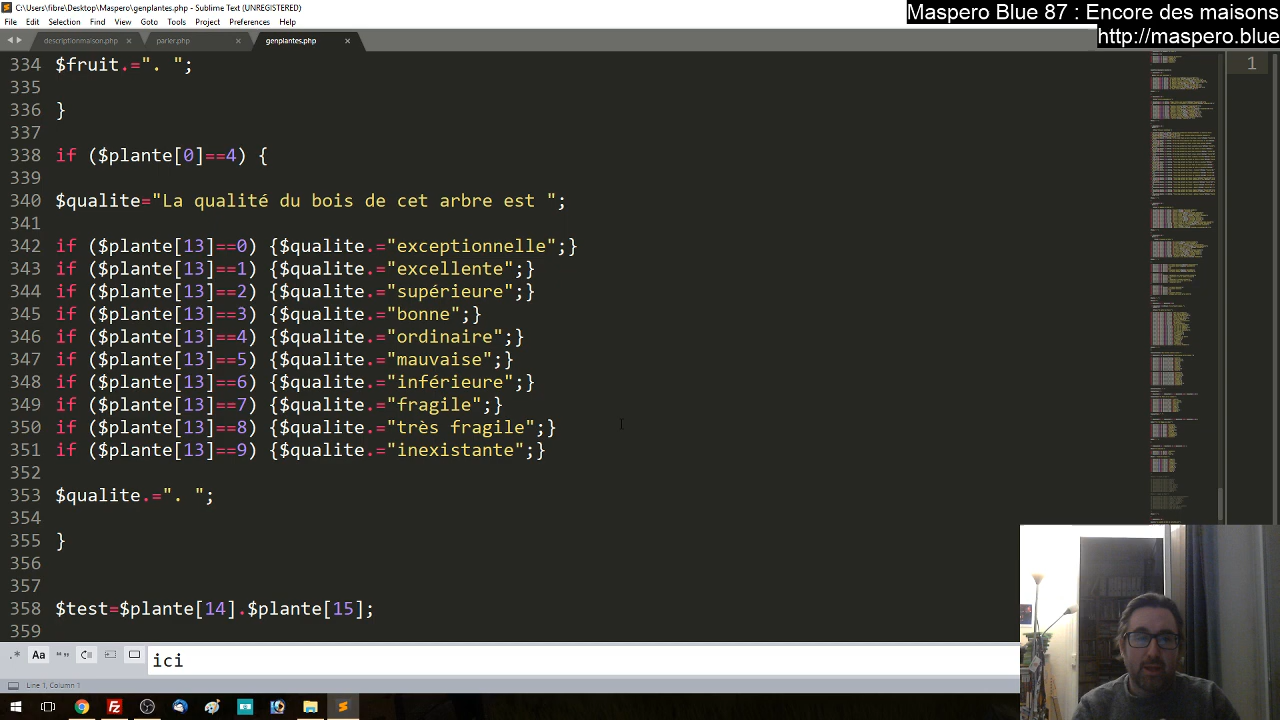 C:\Users\fibre\Desktop\Maspero\genplantes.php - Sublime Text (UNREGISTERED)
Maspero Blue 87 : Encore des maisons
http://maspero.blue
File Edit Selection Find View Goto Tools Project Preferences Help
descriptionmaison.php × parler.php × genplantes.php ×
334 $fruit.=". ";
1
335
336 }
337
338 if ($plante[0]==4) {
339
340 $qualite="La qualité du bois de cet arbre est ";
341
342 if ($plante[13]==0) {$qualite.="exceptionnelle";}
343 if ($plante[13]==1) {$qualite.="excellente";}
344 if ($plante[13]==2) {$qualite.="supérieure";}
345 if ($plante[13]==3) {$qualite.="bonne";}
346 if ($plante[13]==4) {$qualite.="ordinaire";}
347 if ($plante[13]==5) {$qualite.="mauvaise";}
348 if ($plante[13]==6) {$qualite.="inférieure";}
349 if ($plante[13]==7) {$qualite.="fragile";}
350 if ($plante[13]==8) {$qualite.="très fragile";}
351 if ($plante[13]==9) {$qualite.="inexistante";}
352
353 $qualite.=". ";
354
355 }
356
357
358 $test=$plante[14].$plante[15];
359
.* Aa “” ici
Line 1, Column 1